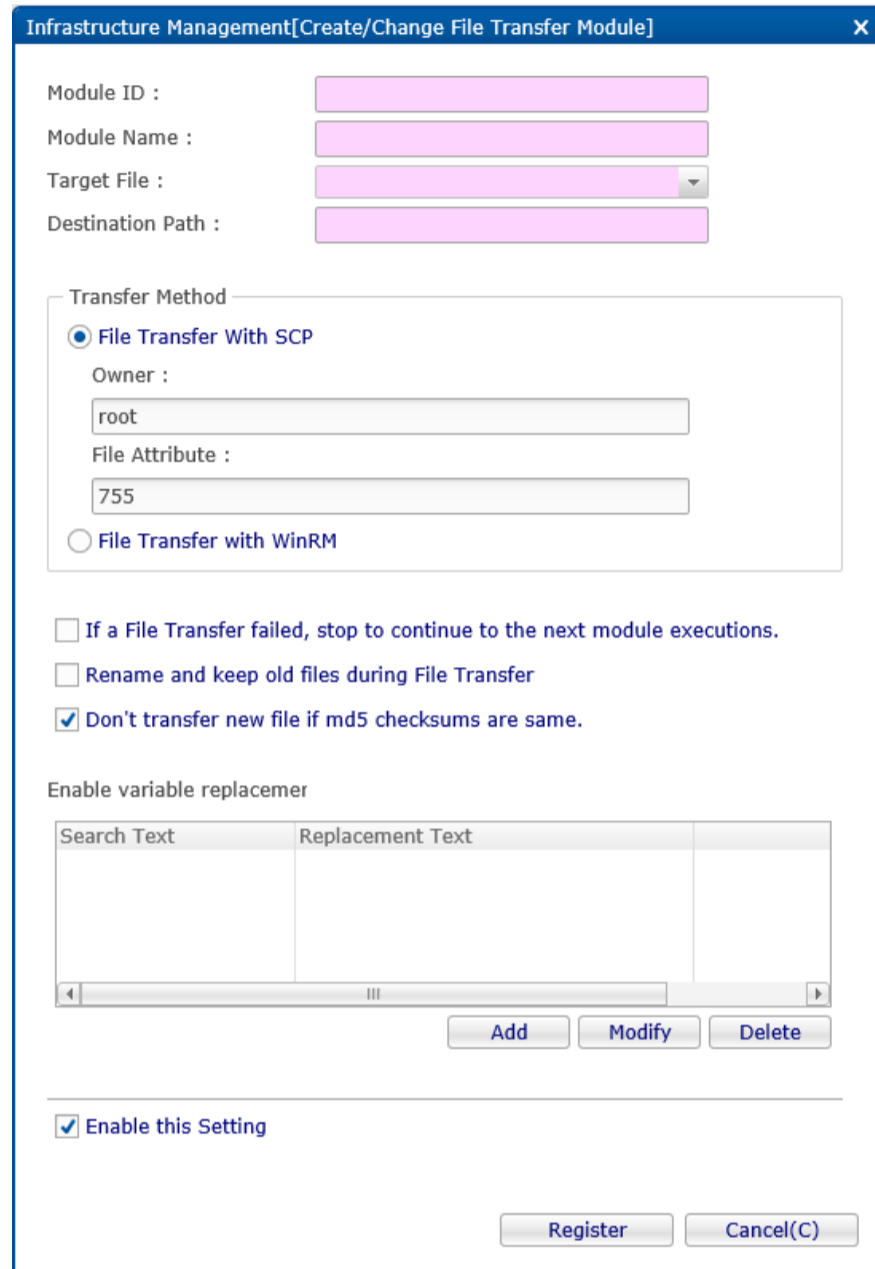 Infrastructure Management[Create/Change File Transfer Module] X
Module ID :
Module Name :
Target File :
Destination Path :
Transfer Method
File Transfer With SCP
Owner :
root
File Attribute :
755
File Transfer with WinRM
If a File Transfer failed, stop to continue to the next module executions.
Rename and keep old files during File Transfer
Don't transfer new file if md5 checksums are same.
Enable variable replacemer
Search Text Replacement Text
Add Modify Delete
Enable this Setting
Register Cancel(C)